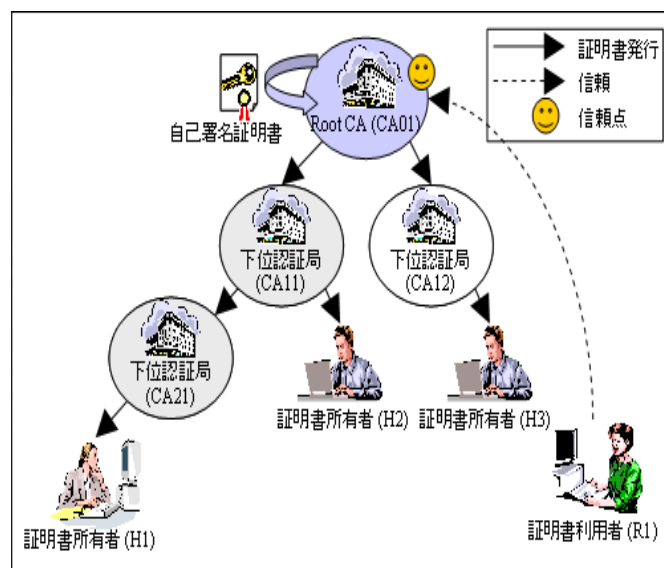 証明書発行
信頼
信頼点
自己署名証明書
Root CA (CA01)
下位認証局
(CA11)
下位認証局
(CA12)
下位認証局
(CA21)
証明書所有者 (H2)
証明書所有者 (H3)
証明書所有者 (H1)
証明書利用者 (R1)